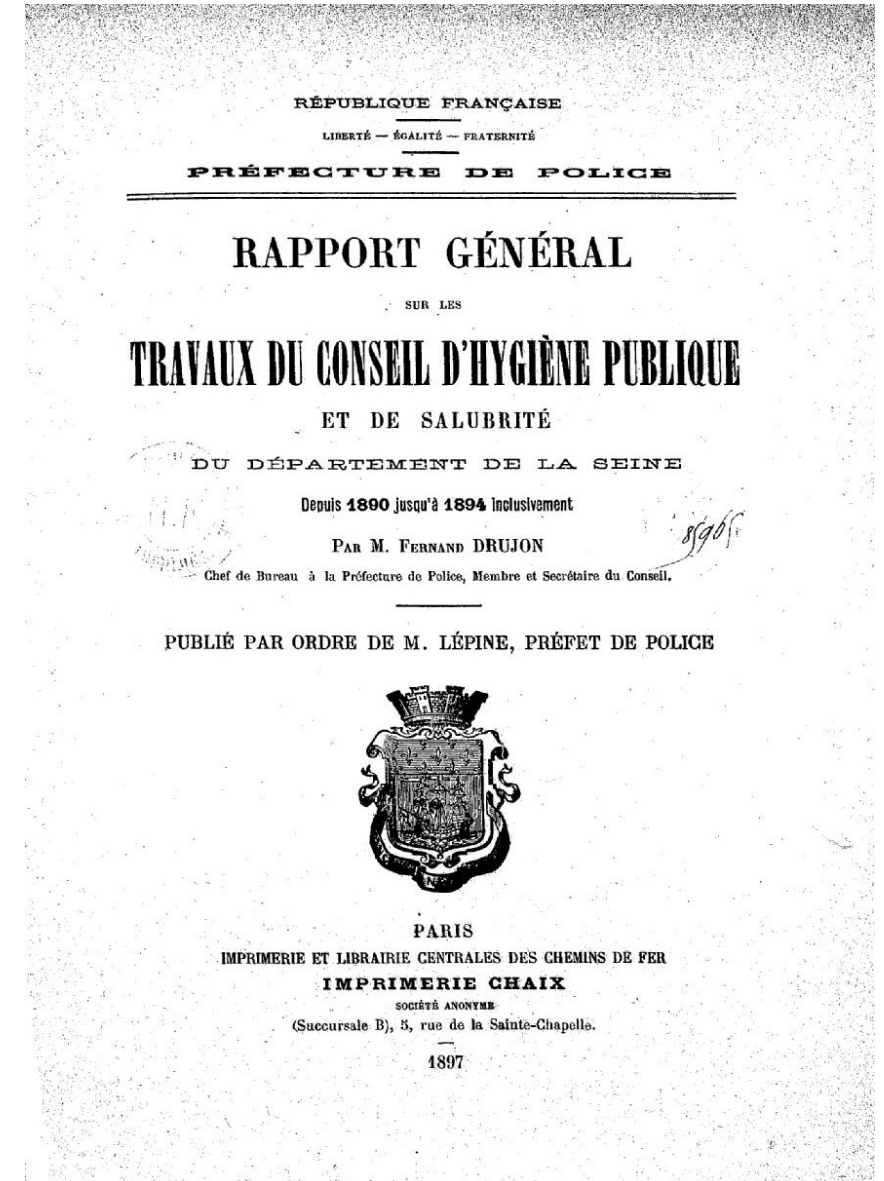 RÉPUBLIQUE FRANÇAISE
LIBERTÉ — ÉGALITÉ — FRATERNITÉ
PRÉFECTURE DE POLICE
RAPPORT GÉNÉRAL
SUR LES
TRAVAUX DU CONSEIL D'HYGIÈNE PUBLIQUE
ET DE SALUBRITÉ
DU DÉPARTEMENT DE LA SEINE
Depuis 1890 jusqu'à 1894 Inclusivement
PAR M. FERNAND DRUJON
Chef de Bureau à la Préfecture de Police, Membre et Secrétaire du Conseil.
PUBLIÉ PAR ORDRE DE M. LÉPINE, PRÉFET DE POLICE
PARIS
IMPRIMERIE ET LIBRAIRIE CENTRALES DES CHEMINS DE FER
IMPRIMERIE CHAIX
SOCIÉTÉ ANONYME
(Succursale B), 5, rue de la Sainte-Chapelle.
1897